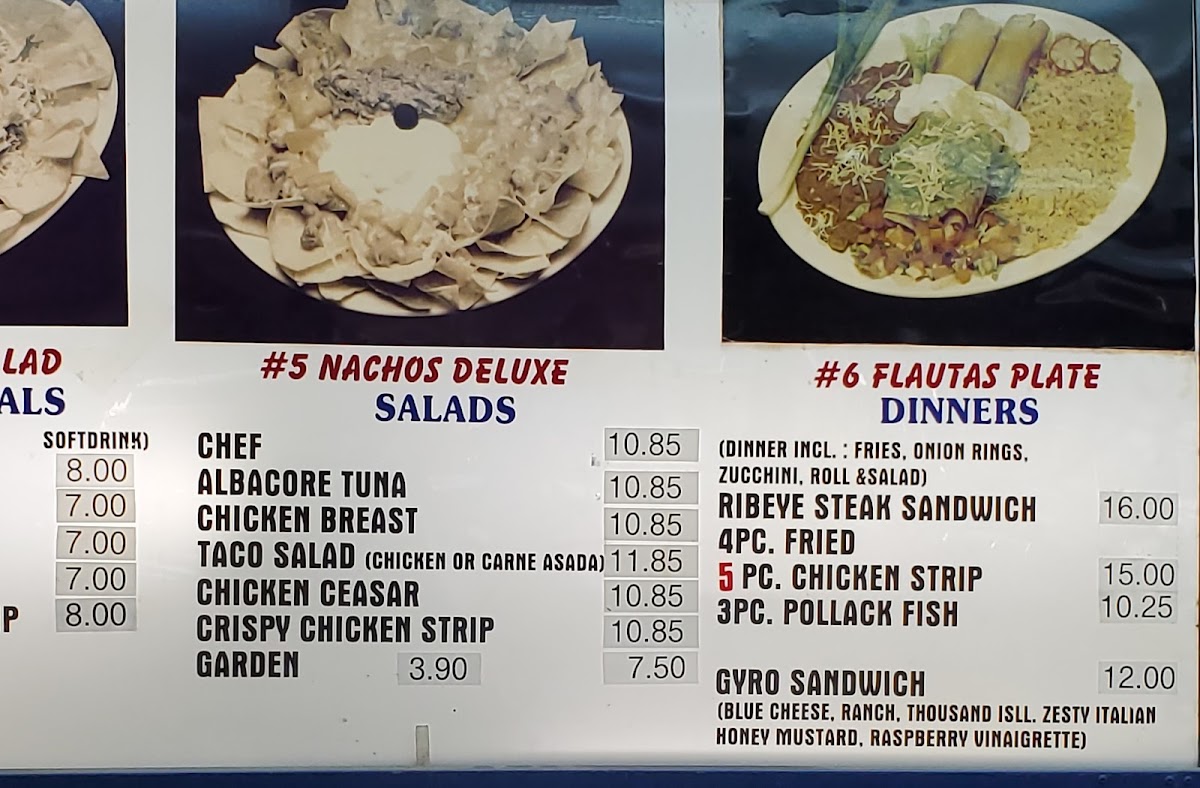 LAD
ALS
SOFTDRINK)
8.00
7.00
7.00
7.00
P 8.00
#5 NACHOS DELUXE
SALADS
CHEF 10.85
ALBACORE TUNA 10.85
CHICKEN BREAST 10.85
TACO SALAD (CHICKEN OR CARNE ASADA) 11.85
CHICKEN CEASAR 10.85
CRISPY CHICKEN STRIP 10.85
GARDEN 3.90 7.50
#6 FLAUTAS PLATE
DINNERS
(DINNER INCL. : FRIES, ONION RINGS,
ZUCCHINI, ROLL &SALAD)
RIBEYE STEAK SANDWICH 16.00
4PC. FRIED
5 PC. CHICKEN STRIP 15.00
3PC. POLLACK FISH 10.25
GYRO SANDWICH 12.00
(BLUE CHEESE, RANCH, THOUSAND ISLL. ZESTY ITALIAN
HONEY MUSTARD, RASPBERRY VINAIGRETTE)